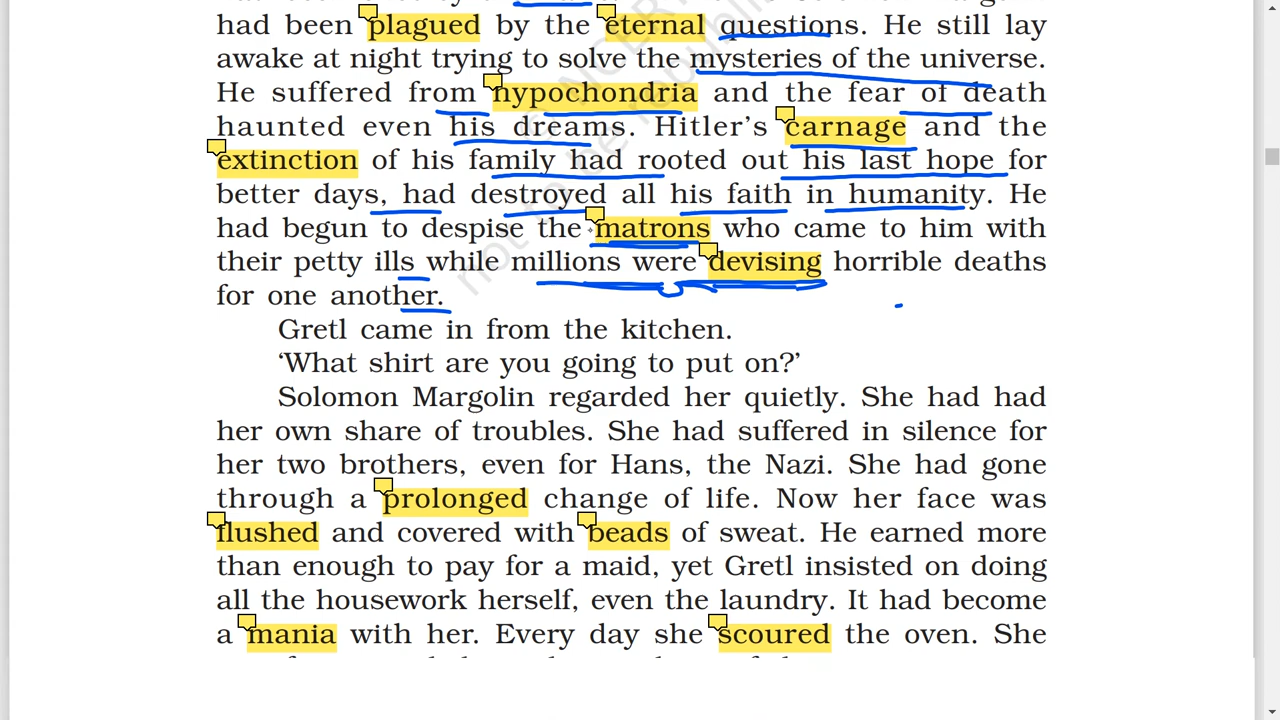 had been plagued by the eternal questions. He still lay
awake at night trying to solve the mysteries of the universe.
He suffered from hypochondria and the fear of death
haunted even his dreams. Hitler's carnage and the
extinction of his family had rooted out his last hope for
better days, had destroyed all his faith in humanity. He
had begun to despise the matrons who came to him with
their petty ills while millions were devising horrible deaths
for one another.
Gretl came in from the kitchen.
‘What shirt are you going to put on?’
Solomon Margolin regarded her quietly. She had had
her own share of troubles. She had suffered in silence for
her two brothers, even for Hans, the Nazi. She had gone
through a prolonged change of life. Now her face was
flushed and covered with beads of sweat. He earned more
than enough to pay for a maid, yet Gretl insisted on doing
all the housework herself, even the laundry. It had become
a mania with her. Every day she scoured the oven. She